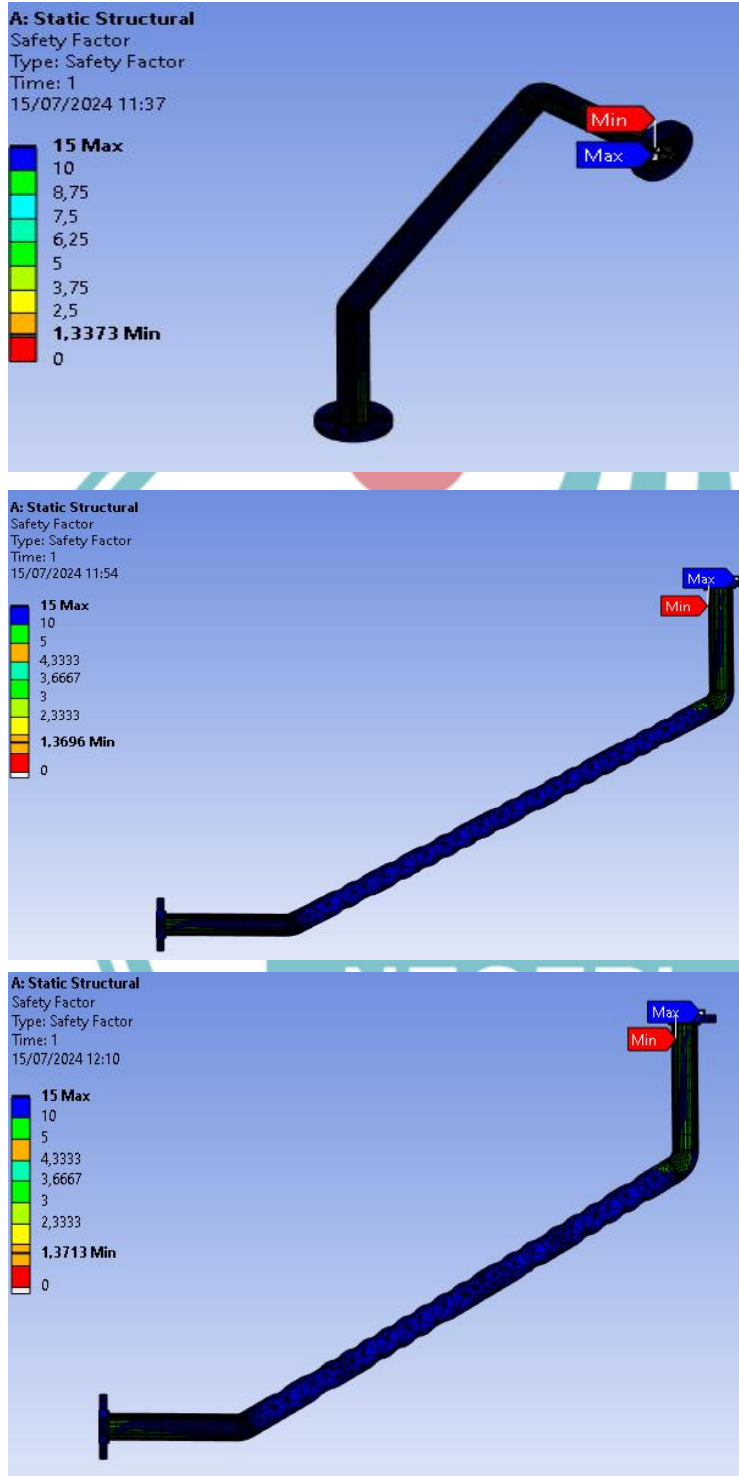 A: Static Structural
Safety Factor
Type: Safety Factor
Time: 1
15/07/2024 11:37
15 Max
10
8,75
7,5
6,25
5
3,75
2,5
1,3373 Min
0
Min
Max
A: Static Structural
Safety Factor
Type: Safety Factor
Time: 1
15/07/2024 11:54
15 Max
10
5
4,3333
3,6667
3
2,3333
1,3696 Min
0
Max
Min
A: Static Structural
Safety Factor
Type: Safety Factor
Time: 1
15/07/2024 12:10
15 Max
10
5
4,3333
3,6667
3
2,3333
1,3713 Min
0
Max
Min